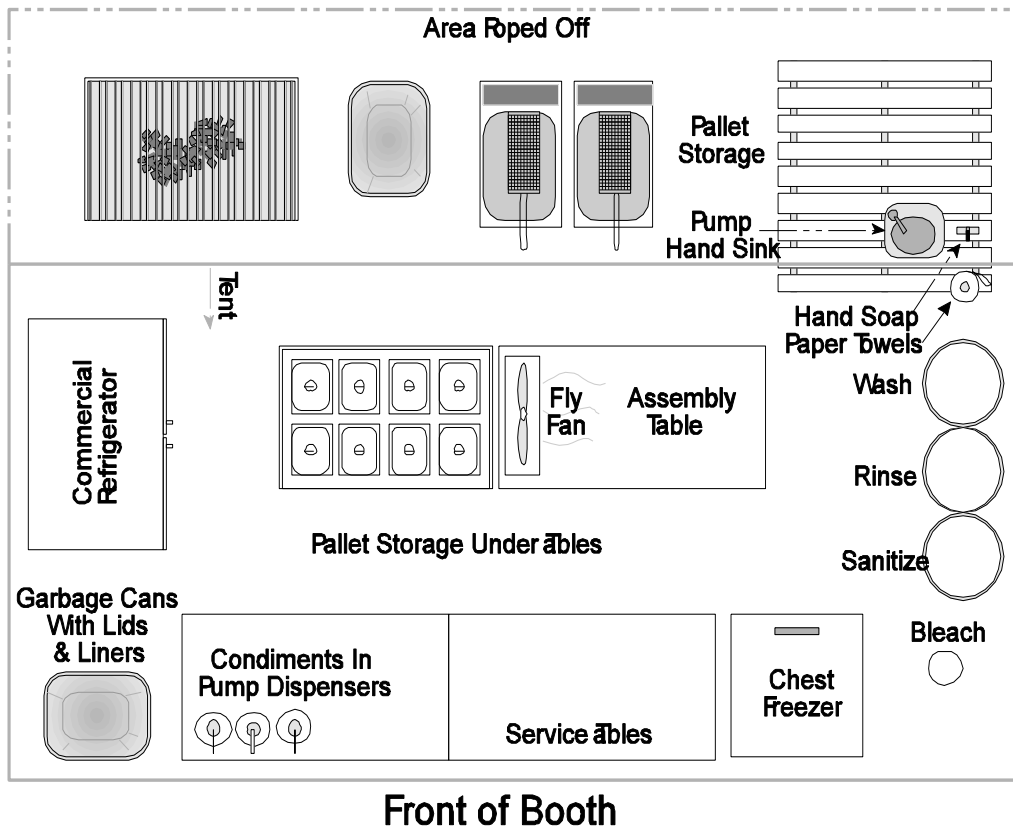 Area Roped Off
Pallet
Storage
Pump
Hand Sink
Tent
Hand Soap
Paper Towels
Commercial
Refrigerator
Fly
Fan
Assembly
Table
Wash
Rinse
Sanitize
Pallet Storage Under Tables
Garbage Cans
With Lids
& Liners
Condiments In
Pump Dispensers
Service Tables
Chest
Freezer
Bleach
Front of Booth